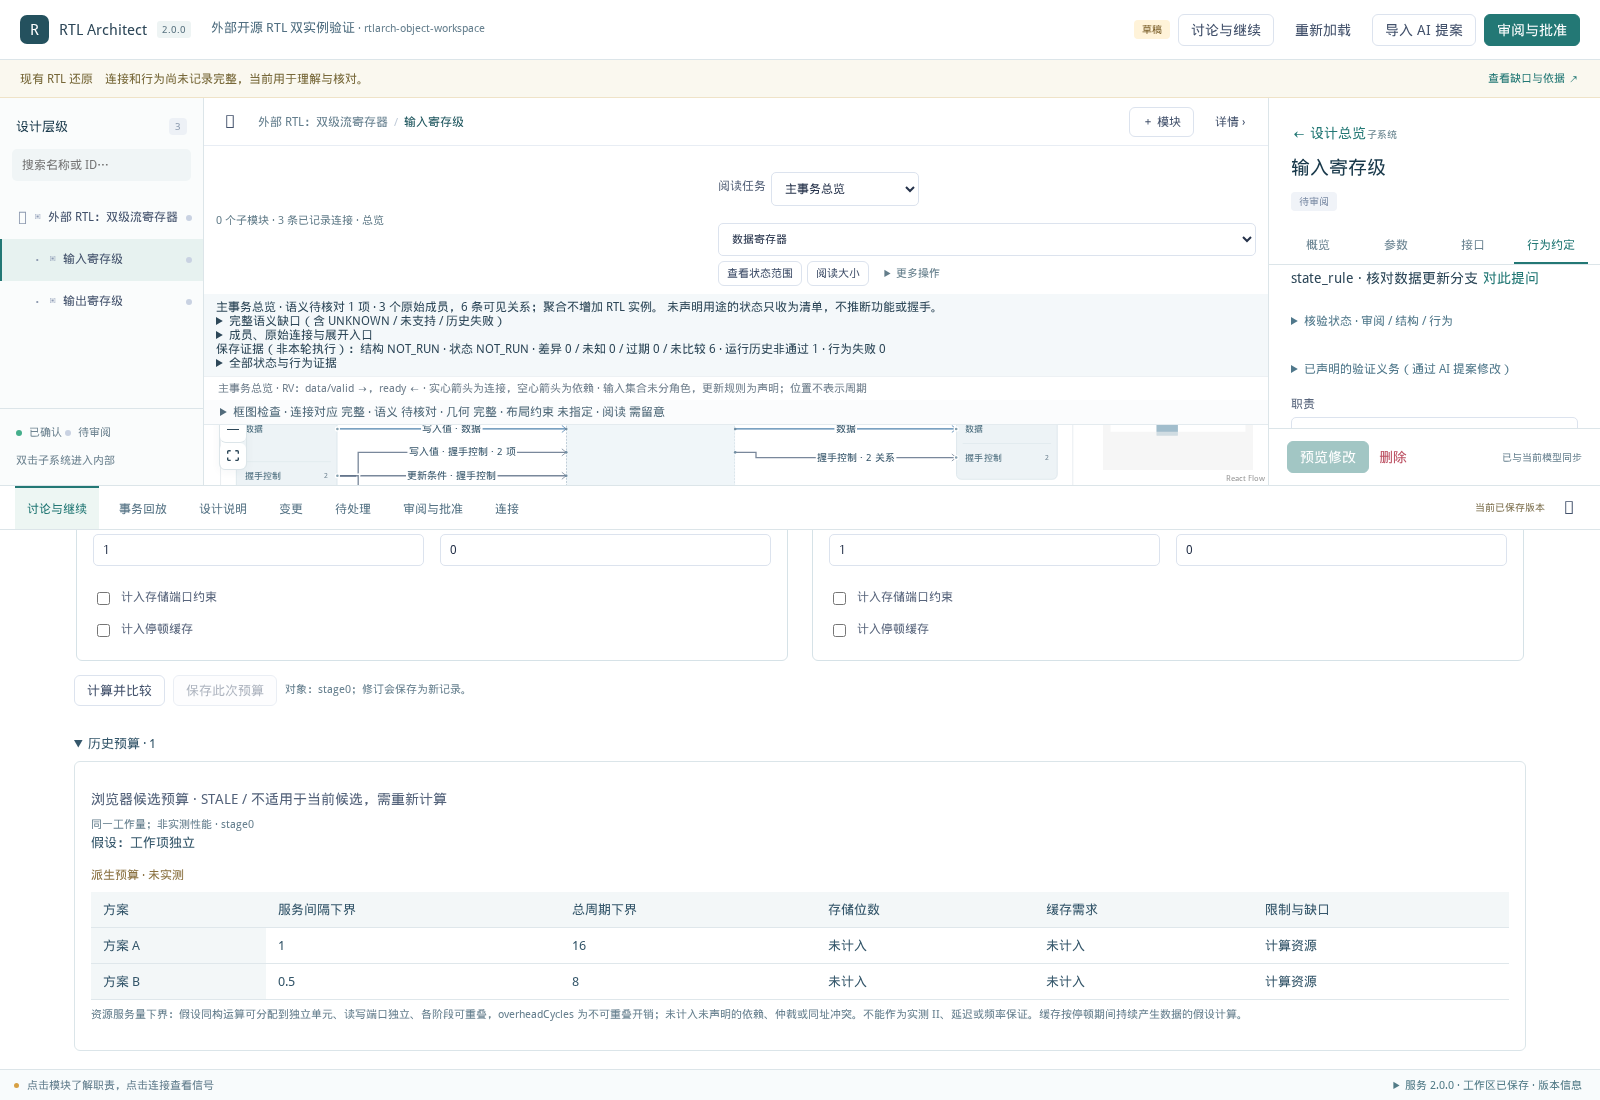 R RTL Architect 2.0.0 外部开源 RTL 双实例验证 · rtlarch-object-workspace 草稿 讨论与继续 重新加载 导入 AI 提案 审阅与批准
现有 RTL 还原 连接和行为尚未记录完整，当前用于理解与核对。 查看缺口与依据 ↗
设计层级 3
搜索名称或 ID…
外部 RTL：双级流寄存器
输入寄存级
输出寄存级
已确认 待审阅
双击子系统进入内部
外部 RTL：双级流寄存器 / 输入寄存级 ＋ 模块 详情 ›
0 个子模块 · 3 条已记录连接 · 总览
阅读任务 主事务总览
数据寄存器
查看状态范围 阅读大小 ▶ 更多操作
主事务总览 · 语义待核对 1 项 · 3 个原始成员，6 条可见关系；聚合不增加 RTL 实例。 未声明用途的状态只收为清单，不推断功能或握手。
▶ 完整语义缺口（含 UNKNOWN / 未支持 / 历史失败）
▶ 成员、原始连接与展开入口
保存证据（非本轮执行）：结构 NOT_RUN · 状态 NOT_RUN · 差异 0 / 未知 0 / 过期 0 / 未比较 6 · 运行历史非通过 1 · 行为失败 0
▶ 全部状态与行为证据
主事务总览 · RV: data/valid →，ready ← · 实心箭头为连接，空心箭头为依赖 · 输入集合未分角色，更新规则为声明；位置不表示周期
▶ 框图检查 · 连接对应 完整 · 语义 待核对 · 几何 完整 · 布局约束 未指定 · 阅读 需留意
数据 写入值 · 数据 数据 数据
写入值 · 握手控制 · 2 项 握手控制 · 2 关系 握手控制 2
握手控制 2 更新条件 · 握手控制
React Flow
← 设计总览 子系统
输入寄存级
待审阅
概览 参数 接口 行为约定
state_rule · 核对数据更新分支 对此提问
▶ 核验状态 · 审阅 / 结构 / 行为
▶ 已声明的验证义务（通过 AI 提案修改）
职责
预览修改 删除 已与当前模型同步
讨论与继续 事务回放 设计说明 变更 待处理 审阅与批准 连接 当前已保存版本
1 0 1 0
计入存储端口约束 计入存储端口约束
计入停顿缓存 计入停顿缓存
计算并比较 保存此次预算 对象：stage0；修订会保存为新记录。
▼ 历史预算 · 1
浏览器候选预算 · STALE / 不适用于当前候选，需重新计算
同一工作量；非实测性能 · stage0
假设：工作项独立
派生预算 · 未实测
方案 服务间隔下界 总周期下界 存储位数 缓存需求 限制与缺口
方案 A 1 16 未计入 未计入 计算资源
方案 B 0.5 8 未计入 未计入 计算资源
资源服务量下界：假设同构运算可分配到独立单元、读写端口独立、各阶段可重叠，overheadCycles 为不可重叠开销；未计入未声明的依赖、仲裁或同址冲突。不能作为实测 II、延迟或频率保证。缓存按停顿期间持续产生数据的假设计算。
点击模块了解职责，点击连接查看信号 ▶ 服务 2.0.0 · 工作区已保存 · 版本信息